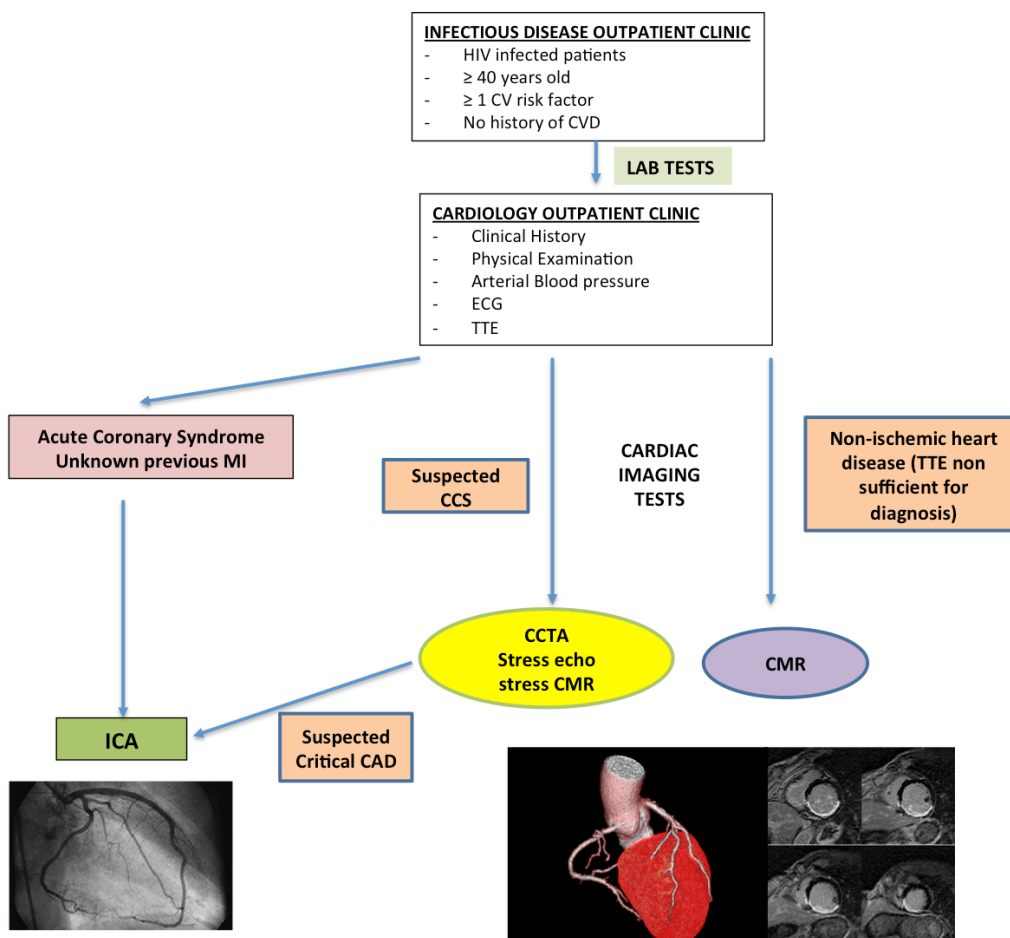 INFECTIOUS DISEASE OUTPATIENT CLINIC
- HIV infected patients
- ≥ 40 years old
- ≥ 1 CV risk factor
- No history of CVD
LAB TESTS
CARDIOLOGY OUTPATIENT CLINIC
- Clinical History
- Physical Examination
- Arterial Blood pressure
- ECG
- TTE
Acute Coronary Syndrome
Unknown previous MI
Suspected
CCS
CARDIAC
IMAGING
TESTS
Non-ischemic heart
disease (TTE non
sufficient for
diagnosis)
CCTA
Stress echo
stress CMR
CMR
ICA
Suspected
Critical CAD